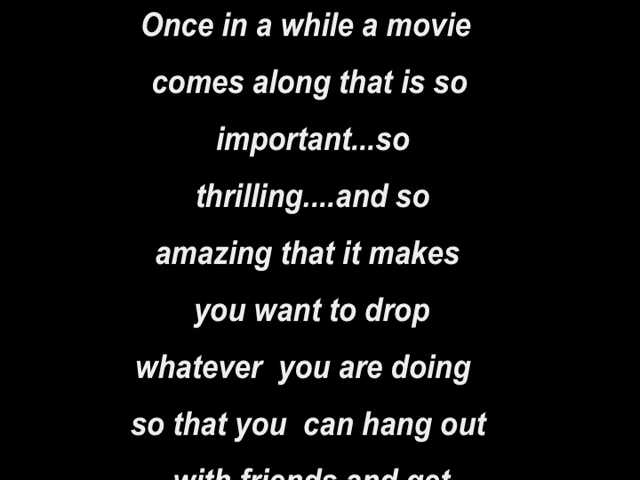 Once in a while a movie
comes along that is so
important...so
thrilling....and so
amazing that it makes
you want to drop
whatever  you are doing
so that you  can hang out
with friends and get